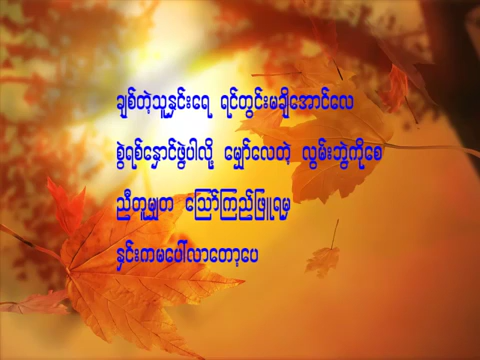 ချစ်တဲ့သူနှင်းရေ ရင်တွင်းမချိအောင်လေ
စွဲရစ်နှောင်ဖွဲ့ပါလို့ မျှော်လေတဲ့ လွမ်းဘွဲ့ကိုစေ
ညီတူမျှတ သြော်ကြည်ဖြူရမှ
နှင်းကမပေါ်လာတော့ပေ